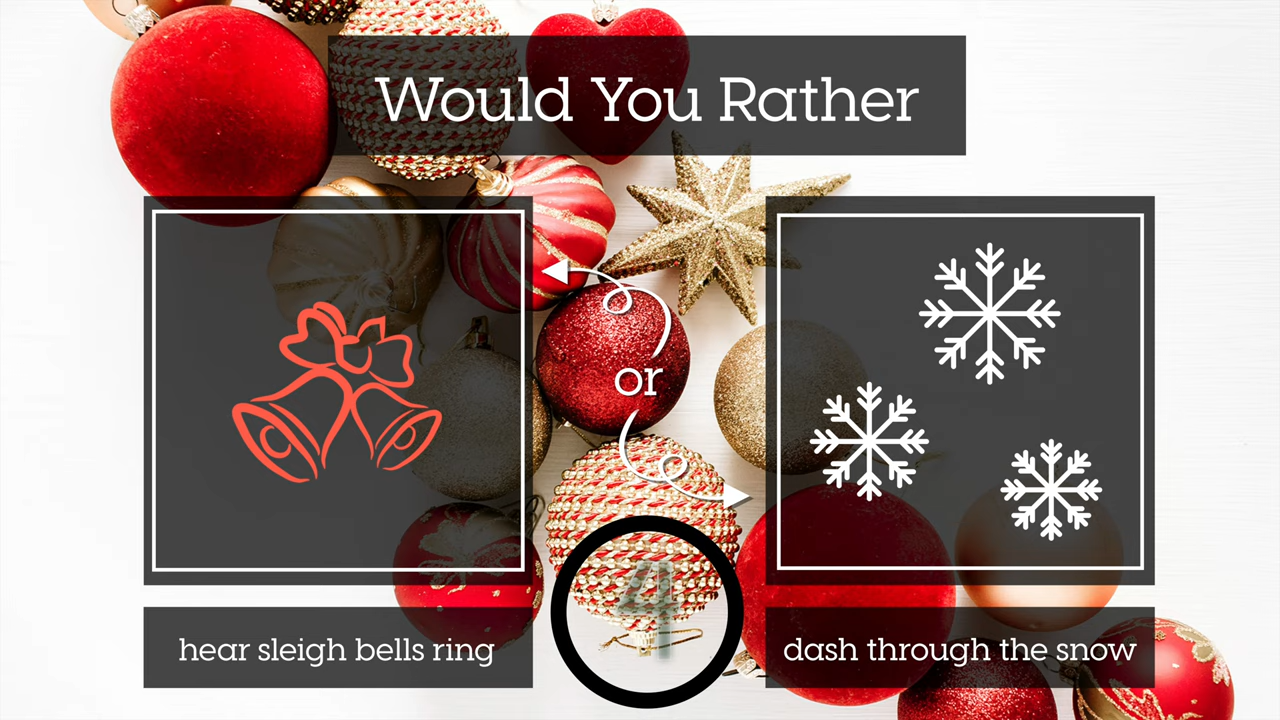 Would You Rather
or
hear sleigh bells ring
4
dash through the snow